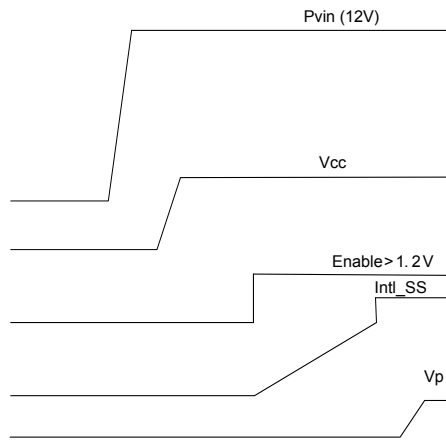 Pvin (12V)
Vcc
Enable>1.2V
Intl_SS
Vp